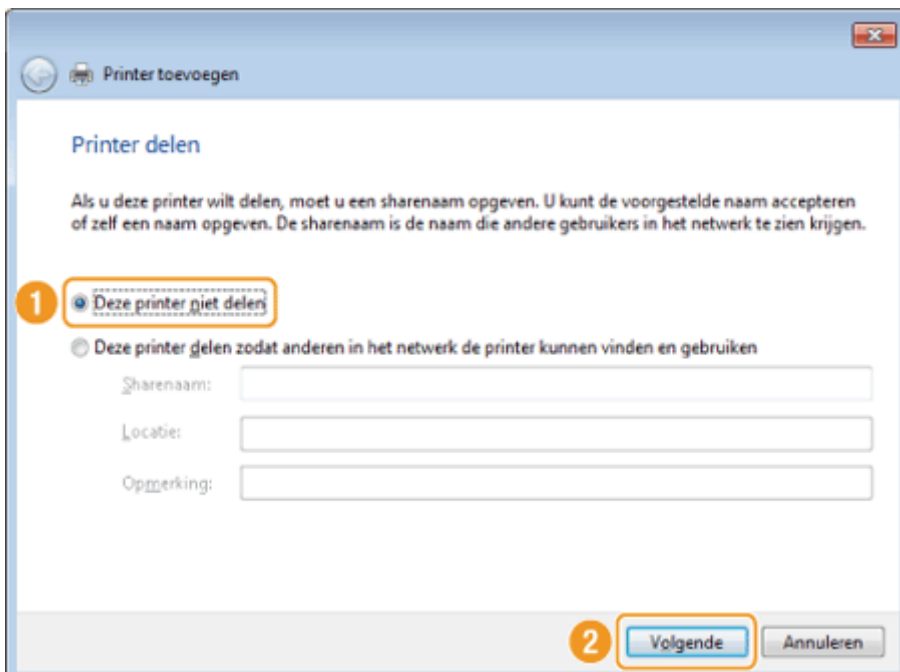 Printer toevoegen
Printer delen
Als u deze printer wilt delen, moet u een sharenaam opgeven. U kunt de voorgestelde naam accepteren
of zelf een naam opgeven. De sharenaam is de naam die andere gebruikers in het netwerk te zien krijgen.
1 Deze printer niet delen
Deze printer delen zodat anderen in het netwerk de printer kunnen vinden en gebruiken
Sharenaam:
Locatie:
Opmerking:
2 Volgende Annuleren